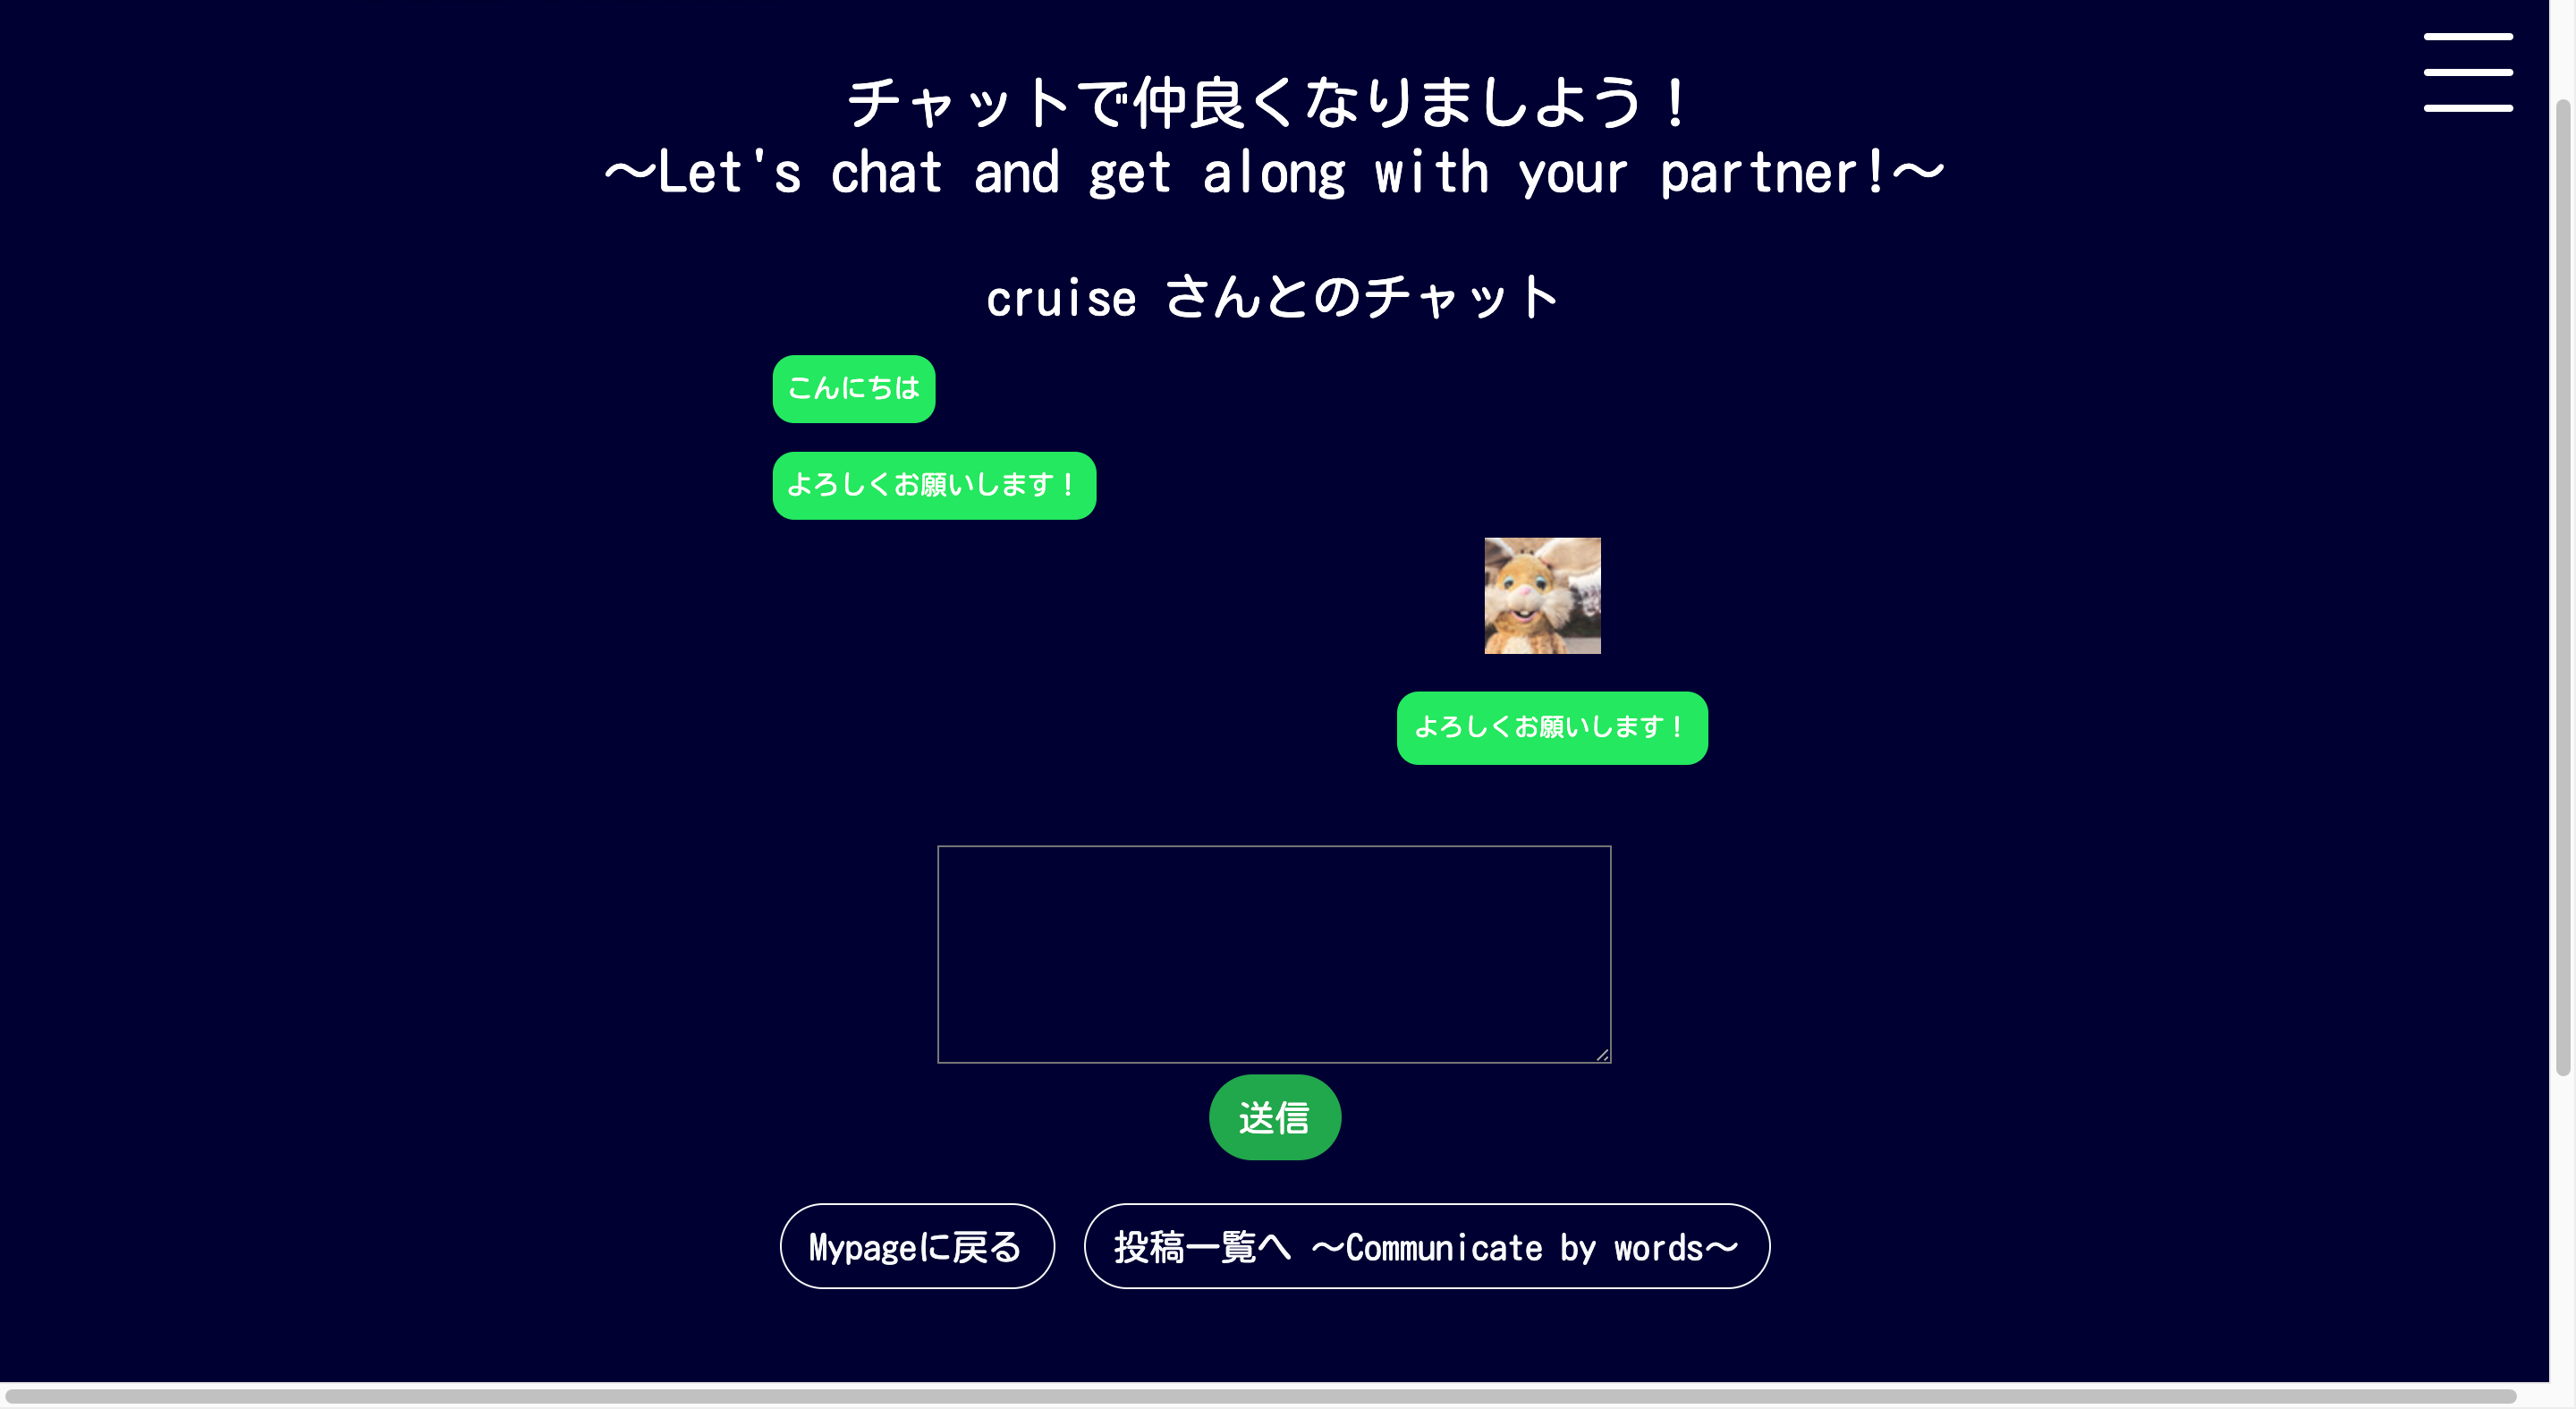 チャットで仲良くなりましよう！
～Let's chat and get along with your partner!～
cruise さんとのチャット
こんにちは
よろしくお願いします！
よろしくお願いします！
送信
Mypageに戻る
投稿一覧へ ～Communicate by words～